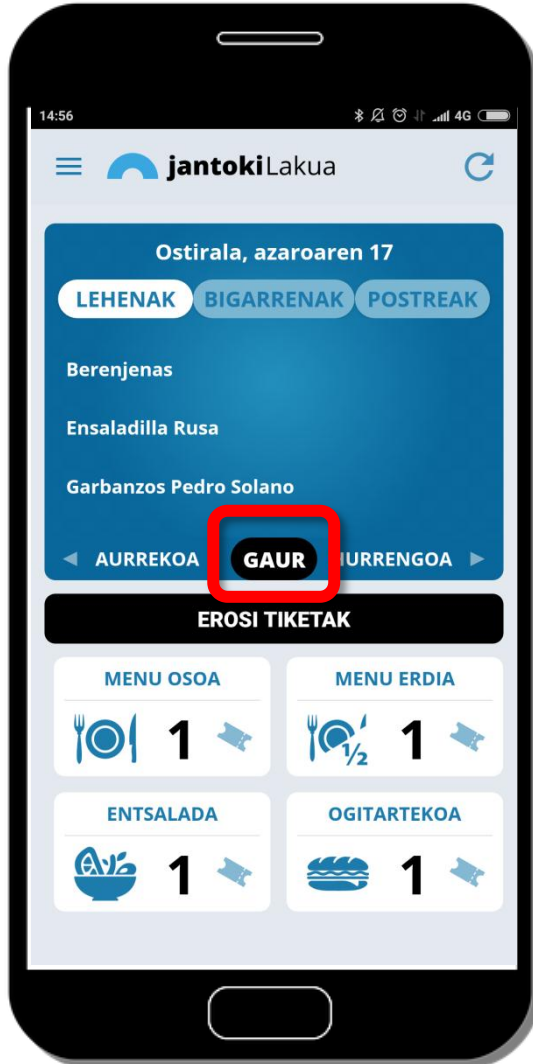 14:56 4G
jantokiLakua
Ostirala, azaroaren 17
LEHENAK BIGARRENAK POSTREAK
Berenjenas
Ensaladilla Rusa
Garbanzos Pedro Solano
AURREKOA GAUR
EROSI TIKETAK
MENU OSOA MENU ERDIA
1 1/2 1
ENTSALADA OGITARTEKOA
1 1